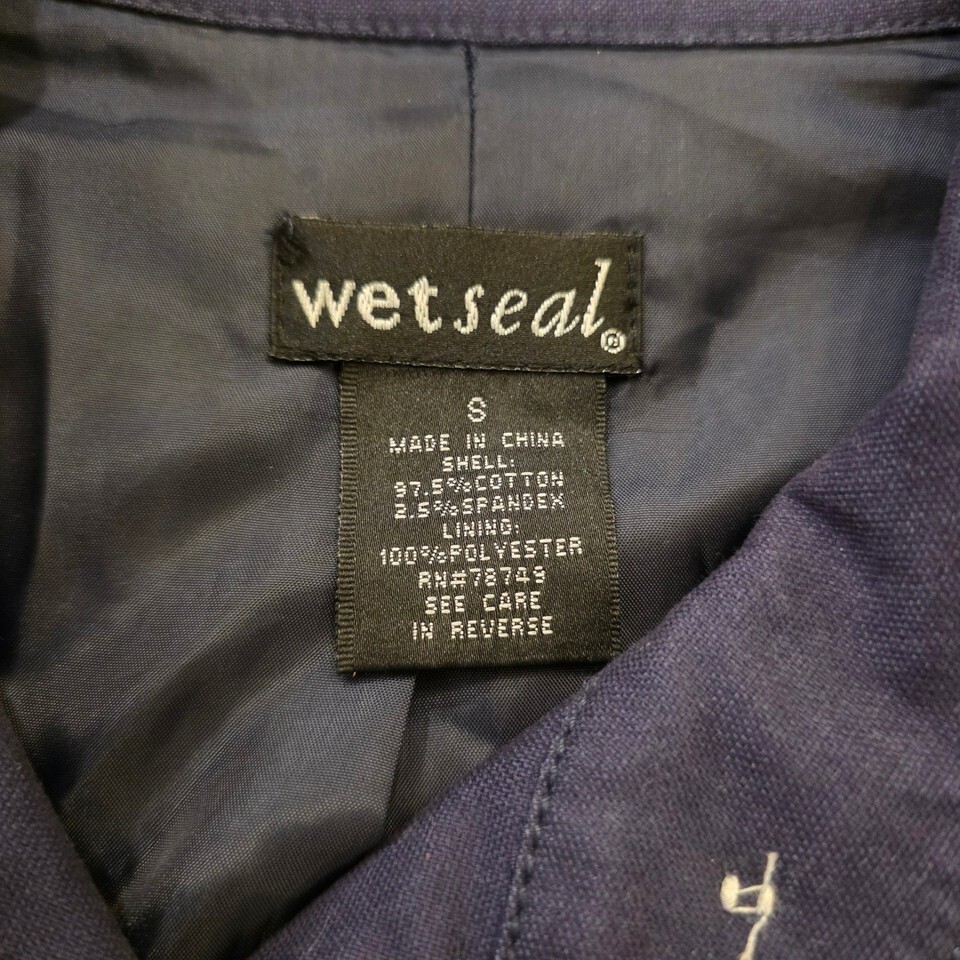 wetseal®
S
MADE IN CHINA
SHELL:
97.5%COTTON
2.5%SPANDEX
LINING:
100%POLYESTER
RN#78749
SEE CARE
IN REVERSE